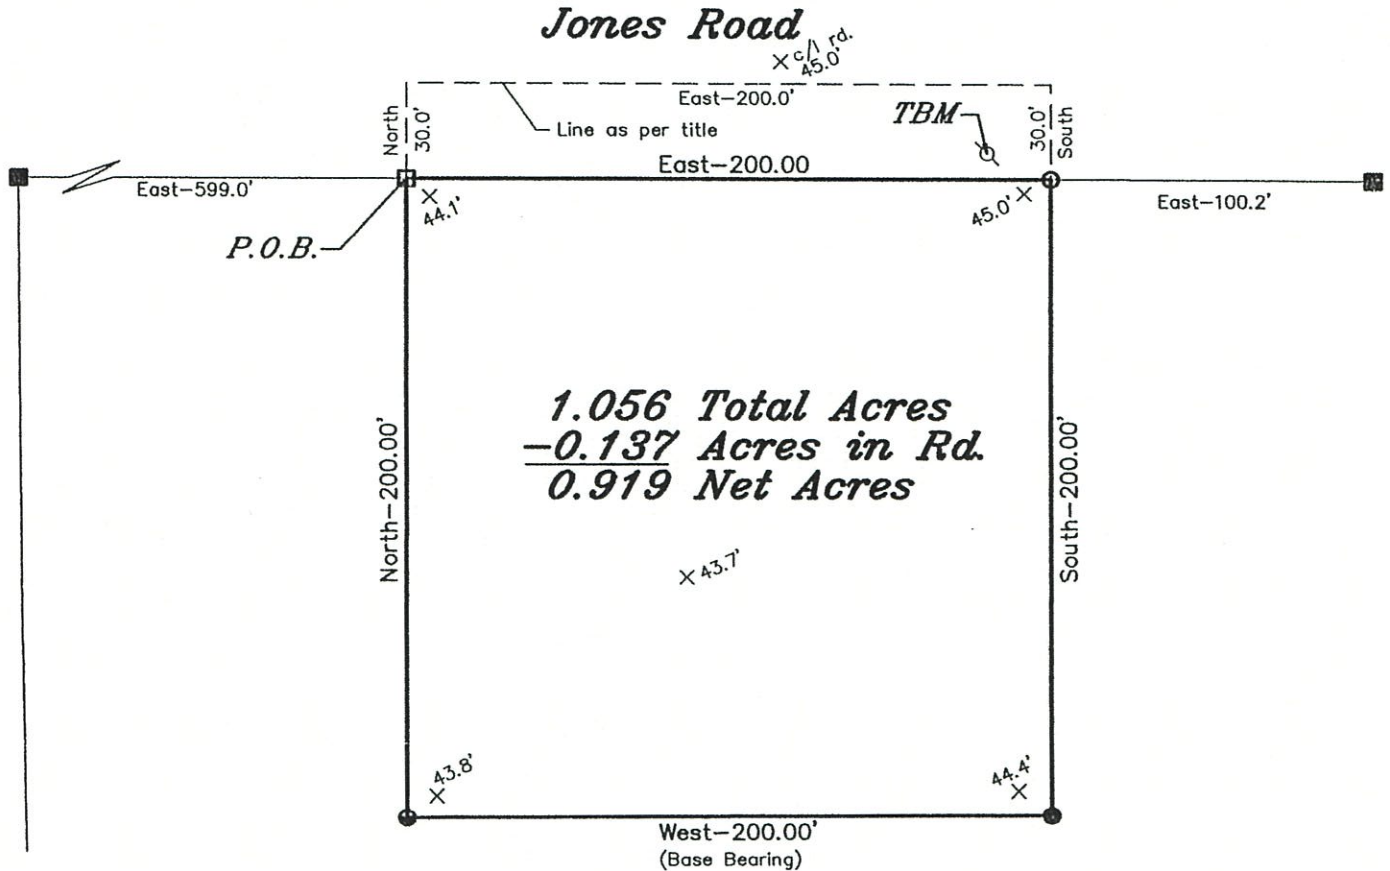 Jones Road
c/l rd.
45.0'
East-200.0'
North
30.0'
Line as per title
TBM
30.0'
South
East-200.00
East-599.0'
44.1'
45.0'
East-100.2'
P.O.B.
1.056 Total Acres
-0.137 Acres in Rd.
0.919 Net Acres
North-200.00'
South-200.00'
43.7'
43.8'
44.4'
West-200.00'
(Base Bearing)